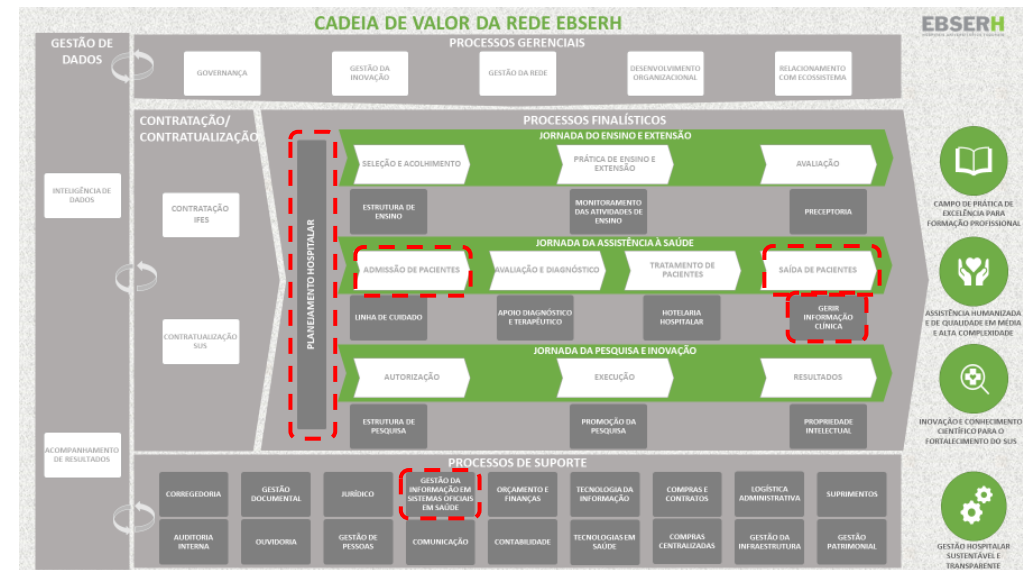 CADEIA DE VALOR DA REDE EBSERH
EBSERH
GESTÃO DE
DADOS
PROCESSOS GERENCIAIS
GOVERNANÇA
GESTÃO DA
INOVAÇÃO
GESTÃO DA REDE
DESENVOLVIMENTO
ORGANIZACIONAL
RELACIONAMENTO
COM ECOSSISTEMA
INTELIGÊNCIA DE
DADOS
ACOMPANHAMENTO
DE RESULTADOS
CONTRATAÇÃO/
CONTRATUALIZAÇÃO
CONTRATAÇÃO
IFES
CONTRATUALIZAÇÃO
SUS
PROCESSOS FINALÍSTICOS
PLANEJAMENTO HOSPITALAR
JORNADA DO ENSINO E EXTENSÃO
SELEÇÃO E ACOLHIMENTO
PRÁTICA DE ENSINO E
EXTENSÃO
AVALIAÇÃO
ESTRUTURA DE
ENSINO
MONITORAMENTO
DAS ATIVIDADES DE
ENSINO
PRECEPTORIA
JORNADA DA ASSISTÊNCIA À SAÚDE
ADMISSÃO DE PACIENTES
AVALIAÇÃO E DIAGNÓSTICO
TRATAMENTO DE
PACIENTES
SAÍDA DE PACIENTES
LINHA DE CUIDADO
APOIO DIAGNÓSTICO
E TERAPÊUTICO
HOTELARIA
HOSPITALAR
GERIR
INFORMAÇÃO
CLÍNICA
JORNADA DA PESQUISA E INOVAÇÃO
AUTORIZAÇÃO
EXECUÇÃO
RESULTADOS
ESTRUTURA DE
PESQUISA
PROMOÇÃO DA
PESQUISA
PROPRIEDADE
INTELECTUAL
CAMPO DE PRÁTICA DE
EXCELÊNCIA PARA
FORMAÇÃO PROFISSIONAL
ASSISTÊNCIA HUMANIZADA
E DE QUALIDADE EM MÉDIA
E ALTA COMPLEXIDADE
INOVAÇÃO E CONHECIMENTO
CIENTÍFICO PARA O
FORTALECIMENTO DO SUS
GESTÃO HOSPITALAR
SUSTENTÁVEL E
TRANSPARENTE
PROCESSOS DE SUPORTE
CORREGEDORIA
GESTÃO
DOCUMENTAL
JURÍDICO
GESTÃO DA
INFORMAÇÃO EM
SISTEMAS OFICIAIS
EM SAÚDE
ORÇAMENTO E
FINANÇAS
TECNOLOGIA DA
INFORMAÇÃO
COMPRAS E
CONTRATOS
LOGÍSTICA
ADMINISTRATIVA
SUPRIMENTOS
AUDITORIA
INTERNA
OUVIDORIA
GESTÃO DE
PESSOAS
COMUNICAÇÃO
CONTABILIDADE
TECNOLOGIAS EM
SAÚDE
COMPRAS
CENTRALIZADAS
GESTÃO DA
INFRAESTRUTURA
GESTÃO
PATRIMONIAL